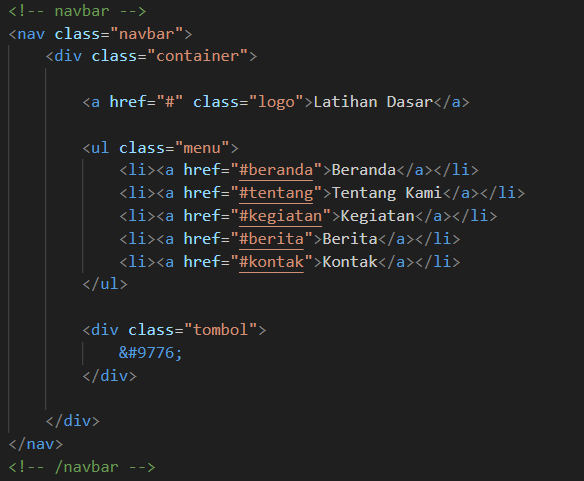 <!-- navbar -->
<nav class="navbar">
<div class="container">
<a href="#" class="logo">Latihan Dasar</a>
<ul class="menu">
<li><a href="#beranda">Beranda</a></li>
<li><a href="#tentang">Tentang Kami</a></li>
<li><a href="#kegiatan">Kegiatan</a></li>
<li><a href="#berita">Berita</a></li>
<li><a href="#kontak">Kontak</a></li>
</ul>
<div class="tombol">
&#9776;
</div>
</div>
</nav>
<!-- /navbar -->